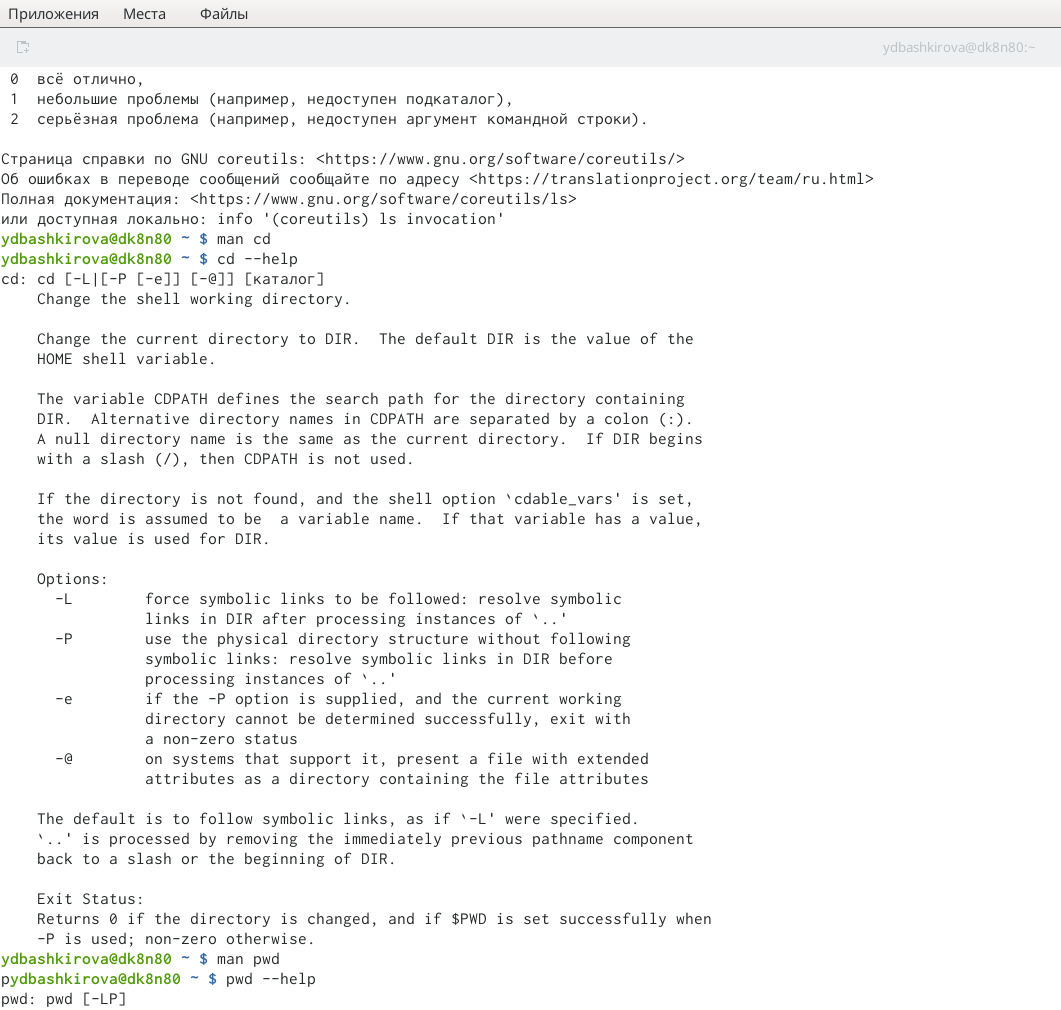 Приложения Места Файлы
ydbashkirova@dk8n80:~
0 всё отлично,
1 небольшие проблемы (например, недоступен подкаталог),
2 серьёзная проблема (например, недоступен аргумент командной строки).
Страница справки по GNU coreutils: <https://www.gnu.org/software/coreutils/>
Об ошибках в переводе сообщений сообщайте по адресу <https://translationproject.org/team/ru.html>
Полная документация: <https://www.gnu.org/software/coreutils/ls>
или доступная локально: info '(coreutils) ls invocation'
ydbashkirova@dk8n80 ~ $ man cd
ydbashkirova@dk8n80 ~ $ cd --help
cd: cd [-L|[-P [-e]] [-@]] [каталог]
Change the shell working directory.
Change the current directory to DIR.  The default DIR is the value of the
HOME shell variable.
The variable CDPATH defines the search path for the directory containing
DIR.  Alternative directory names in CDPATH are separated by a colon (:).
A null directory name is the same as the current directory.  If DIR begins
with a slash (/), then CDPATH is not used.
If the directory is not found, and the shell option `cdable_vars' is set,
the word is assumed to be  a variable name.  If that variable has a value,
its value is used for DIR.
Options:
-L force symbolic links to be followed: resolve symbolic
links in DIR after processing instances of `..'
-P use the physical directory structure without following
symbolic links: resolve symbolic links in DIR before
processing instances of `..'
-e if the -P option is supplied, and the current working
directory cannot be determined successfully, exit with
a non-zero status
-@ on systems that support it, present a file with extended
attributes as a directory containing the file attributes
The default is to follow symbolic links, as if `-L' were specified.
`..' is processed by removing the immediately previous pathname component
back to a slash or the beginning of DIR.
Exit Status:
Returns 0 if the directory is changed, and if $PWD is set successfully when
-P is used; non-zero otherwise.
ydbashkirova@dk8n80 ~ $ man pwd
pydbashkirova@dk8n80 ~ $ pwd --help
pwd: pwd [-LP]